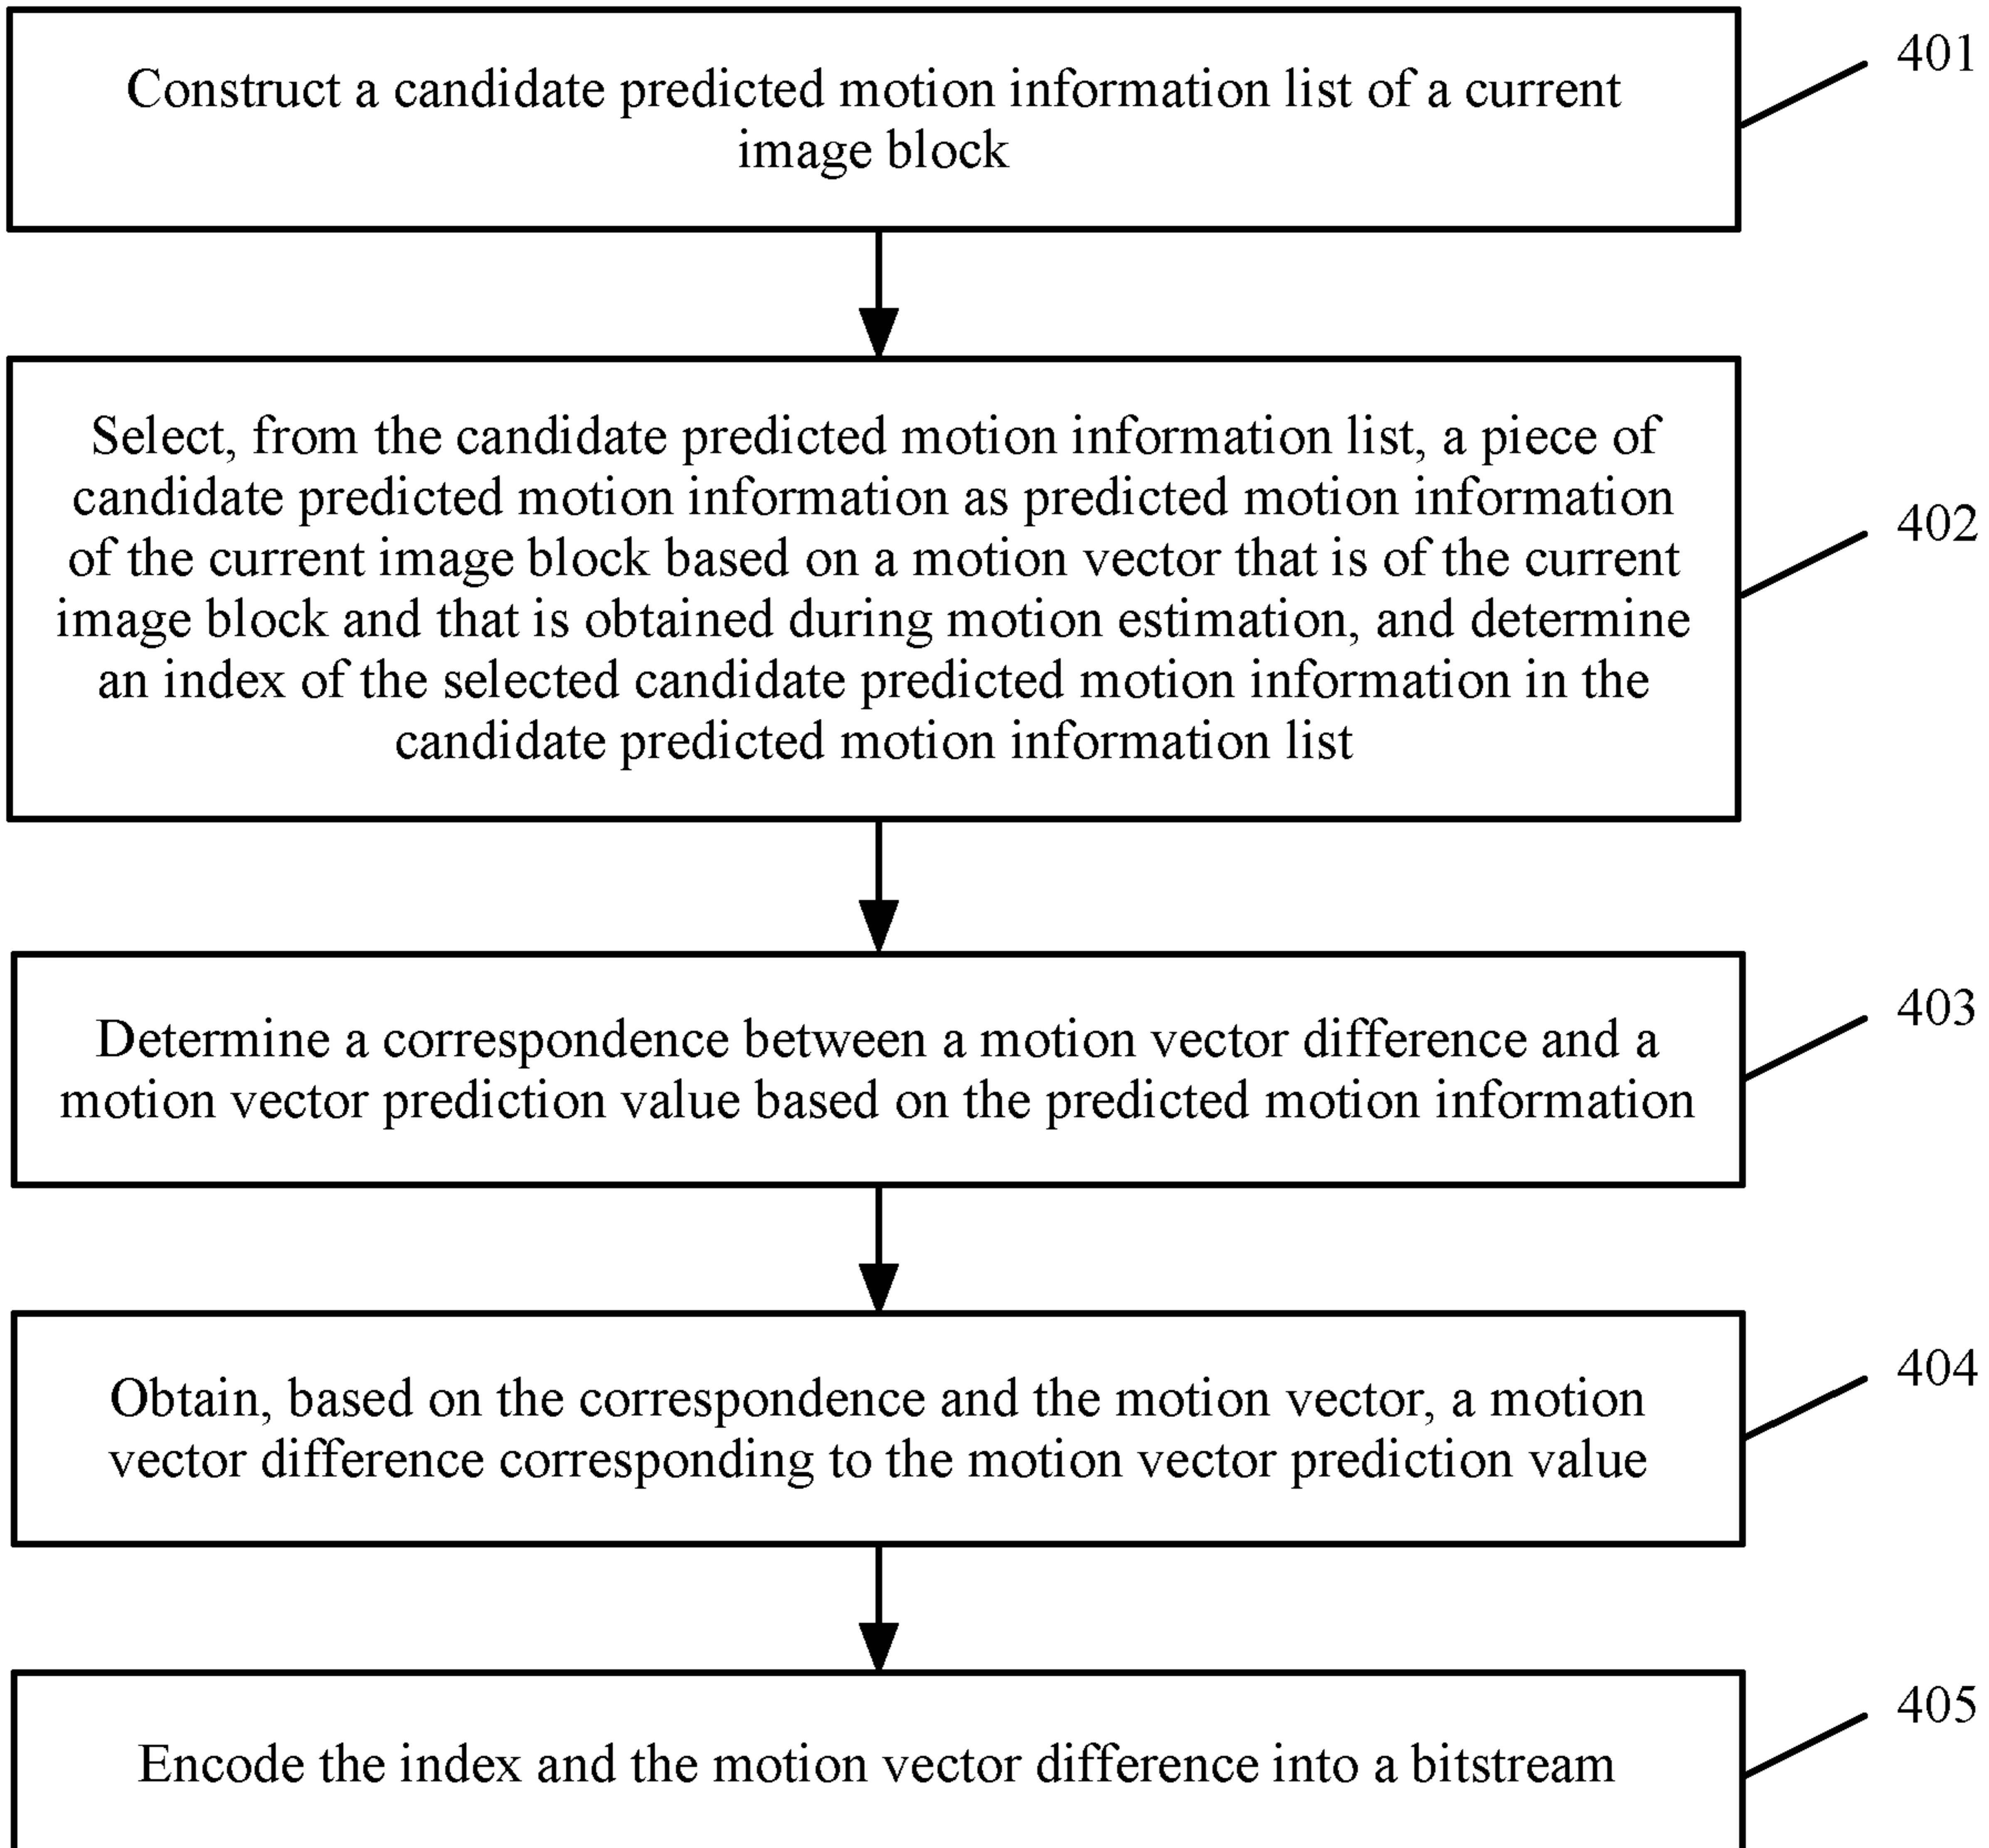 Construct a candidate predicted motion information list of a current
image block
401
Select, from the candidate predicted motion information list, a piece of
candidate predicted motion information as predicted motion information
of the current image block based on a motion vector that is of the current
image block and that is obtained during motion estimation, and determine
an index of the selected candidate predicted motion information in the
candidate predicted motion information list
402
Determine a correspondence between a motion vector difference and a
motion vector prediction value based on the predicted motion information
403
Obtain, based on the correspondence and the motion vector, a motion
vector difference corresponding to the motion vector prediction value
404
Encode the index and the motion vector difference into a bitstream
405